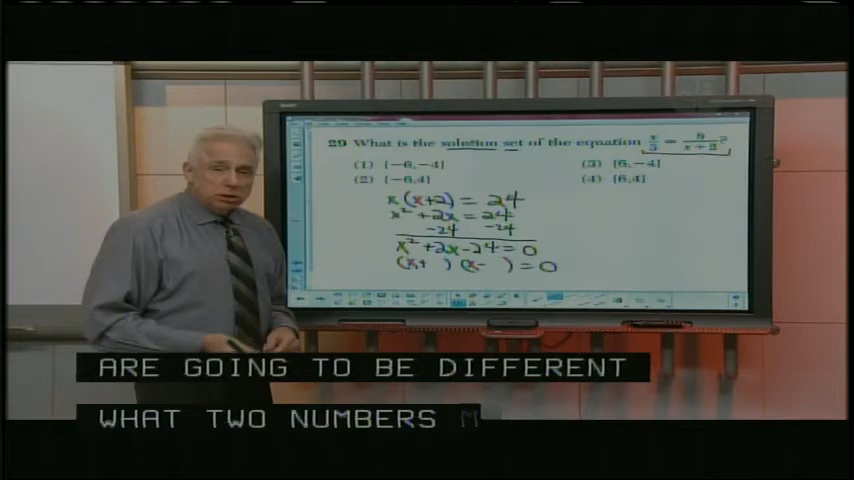 29 What is the solution set of the equation x/3 = 8/(x+2)?
(1) {-6,-4} (3) {6,-4}
(2) {-6,4} (4) {6,4}
x(x+2) = 24
x² +2x = 24
-24 -24
x² +2x-24 = 0
(x+ ) (x- ) = 0
ARE GOING TO BE DIFFERENT
WHAT TWO NUMBERS M